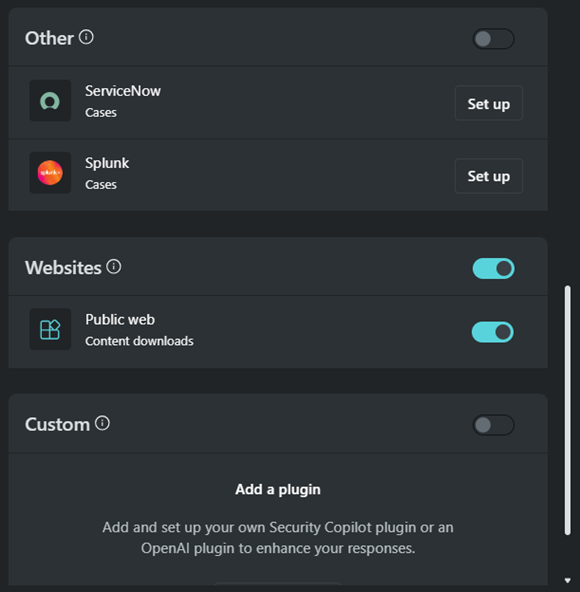 Other
ServiceNow
Cases
Set up
Splunk
Cases
Set up
Websites
Public web
Content downloads
Custom
Add a plugin
Add and set up your own Security Copilot plugin or an
OpenAI plugin to enhance your responses.